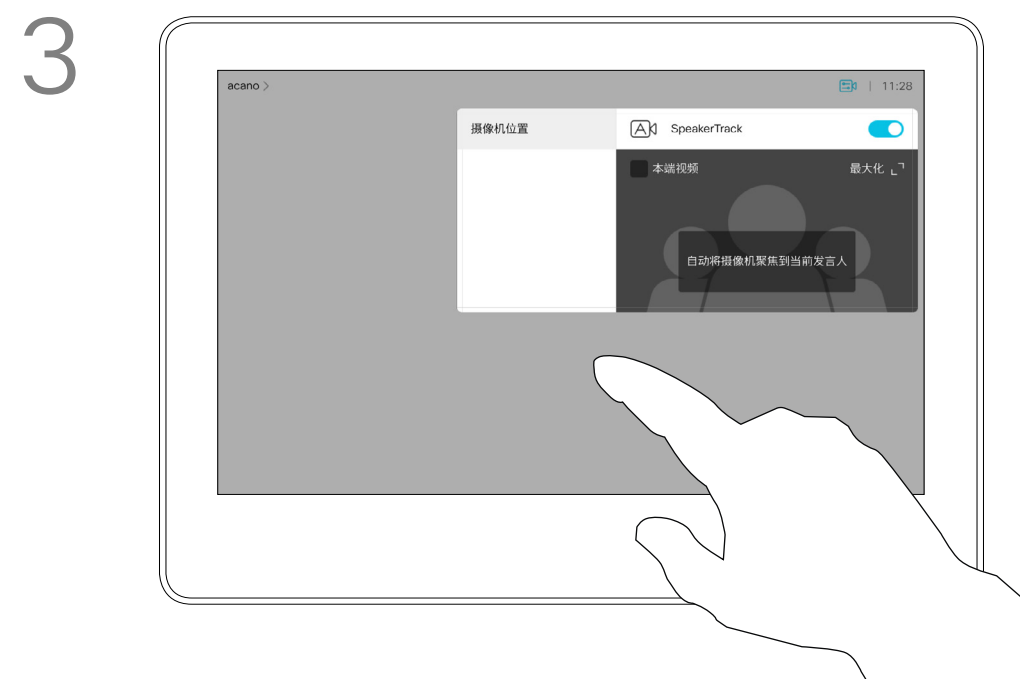 3
acano >
11:28
摄像机位置
SpeakerTrack
本端视频
最大化
自动将摄像机聚焦到当前发言人